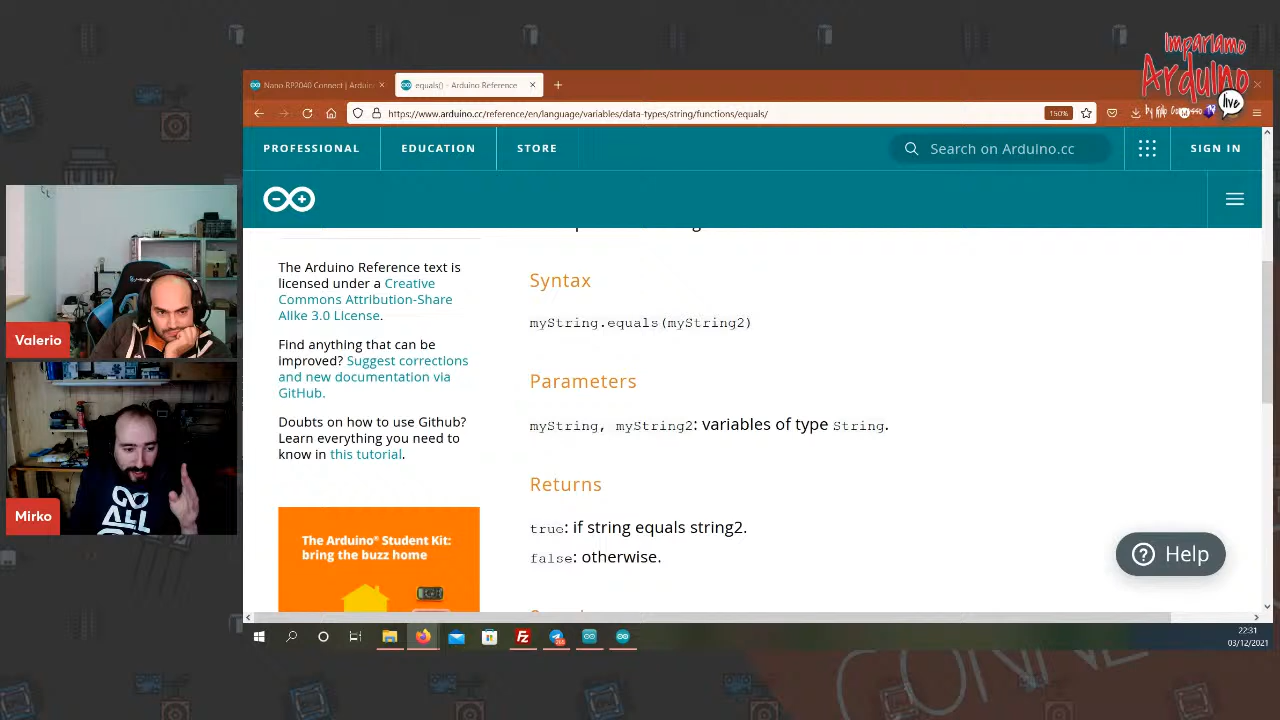 Impariamo
Arduino
live
Nano RP2040 Connect | Arduin
equals() - Arduino Reference
https://www.arduino.cc/reference/en/language/variables/data-types/string/functions/equals/
150%
PROFESSIONAL
EDUCATION
STORE
Search on Arduino.cc
SIGN IN
The Arduino Reference text is
licensed under a Creative
Commons Attribution-Share
Alike 3.0 License.
Find anything that can be
improved? Suggest corrections
and new documentation via
GitHub.
Doubts on how to use Github?
Learn everything you need to
know in this tutorial.
The Arduino® Student Kit:
bring the buzz home
Syntax
myString.equals(myString2)
Parameters
myString, myString2: variables of type String.
Returns
true: if string equals string2.
false: otherwise.
Help
Valerio
Mirko
22:31
03/12/2021
CONNE